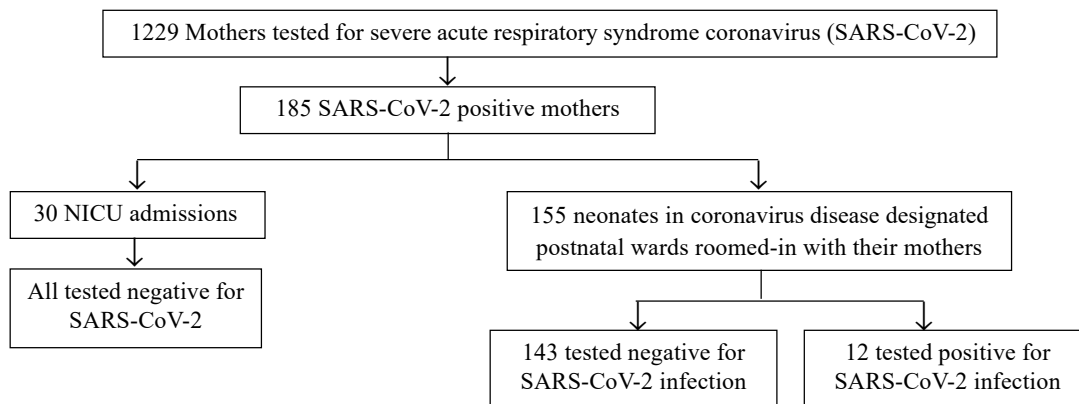 1229 Mothers tested for severe acute respiratory syndrome coronavirus (SARS-CoV-2)
185 SARS-CoV-2 positive mothers
30 NICU admissions
155 neonates in coronavirus disease designated
postnatal wards roomed-in with their mothers
All tested negative for
SARS-CoV-2
143 tested negative for
SARS-CoV-2 infection
12 tested positive for
SARS-CoV-2 infection